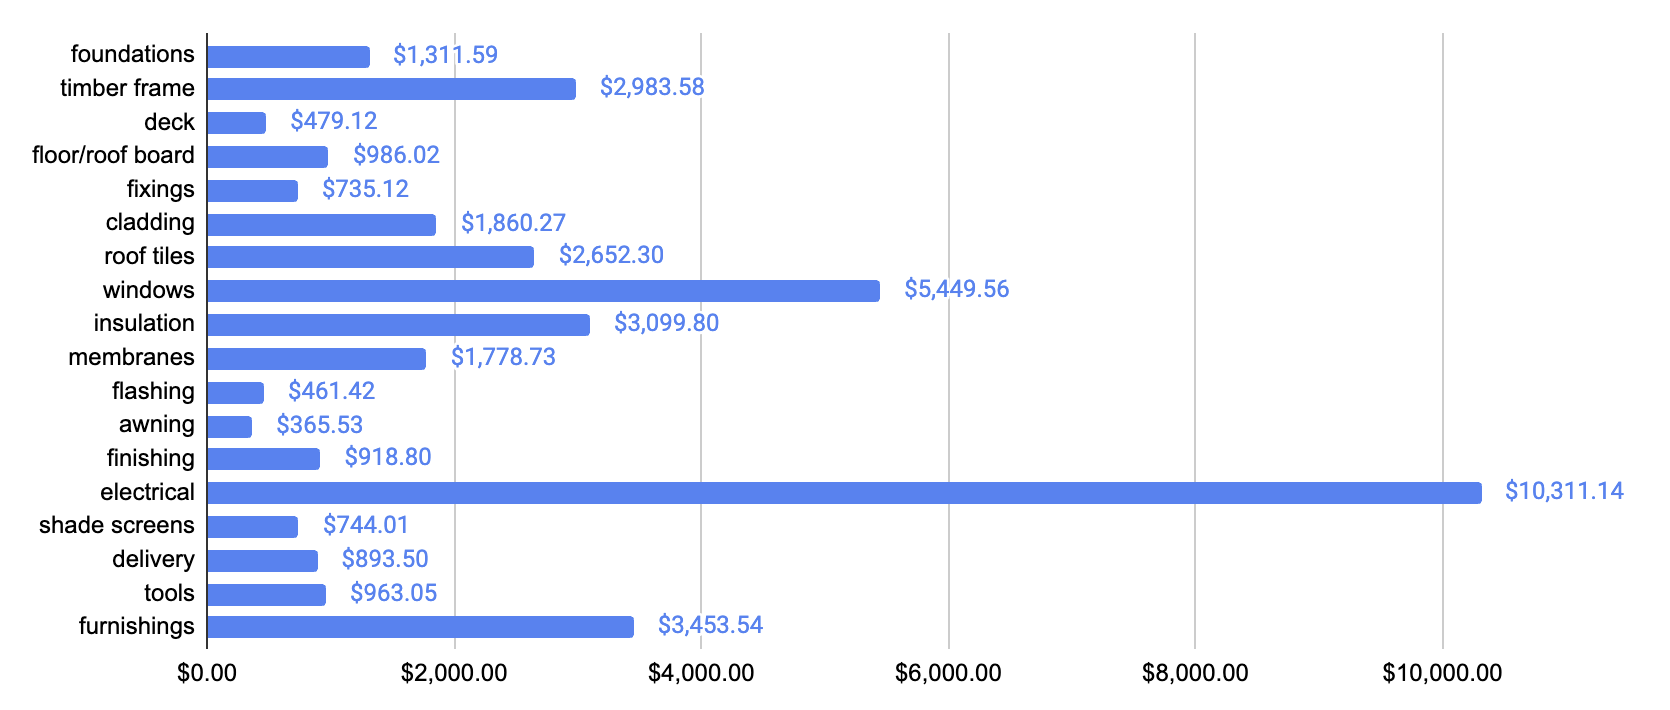 foundations $1,311.59
timber frame $2,983.58
deck $479.12
floor/roof board $986.02
fixings $735.12
cladding $1,860.27
roof tiles $2,652.30
windows $5,449.56
insulation $3,099.80
membranes $1,778.73
flashing $461.42
awning $365.53
finishing $918.80
electrical $10,311.14
shade screens $744.01
delivery $893.50
tools $963.05
furnishings $3,453.54
$0.00 $2,000.00 $4,000.00 $6,000.00 $8,000.00 $10,000.00